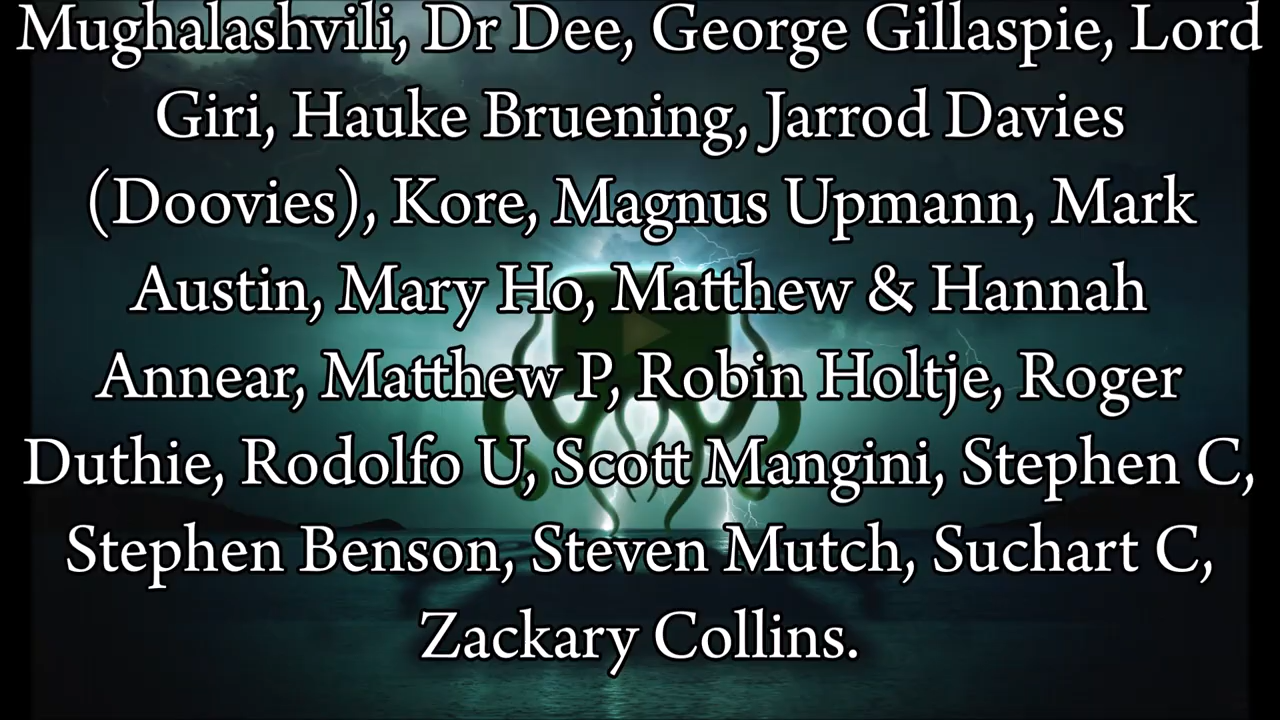 Mughalashvili, Dr Dee, George Gillaspie, Lord
Giri, Hauke Bruening, Jarrod Davies
(Doovies), Kore, Magnus Upmann, Mark
Austin, Mary Ho, Matthew & Hannah
Annear, Matthew P, Robin Holtje, Roger
Duthie, Rodolfo U, Scott Mangini, Stephen C,
Stephen Benson, Steven Mutch, Suchart C,
Zackary Collins.